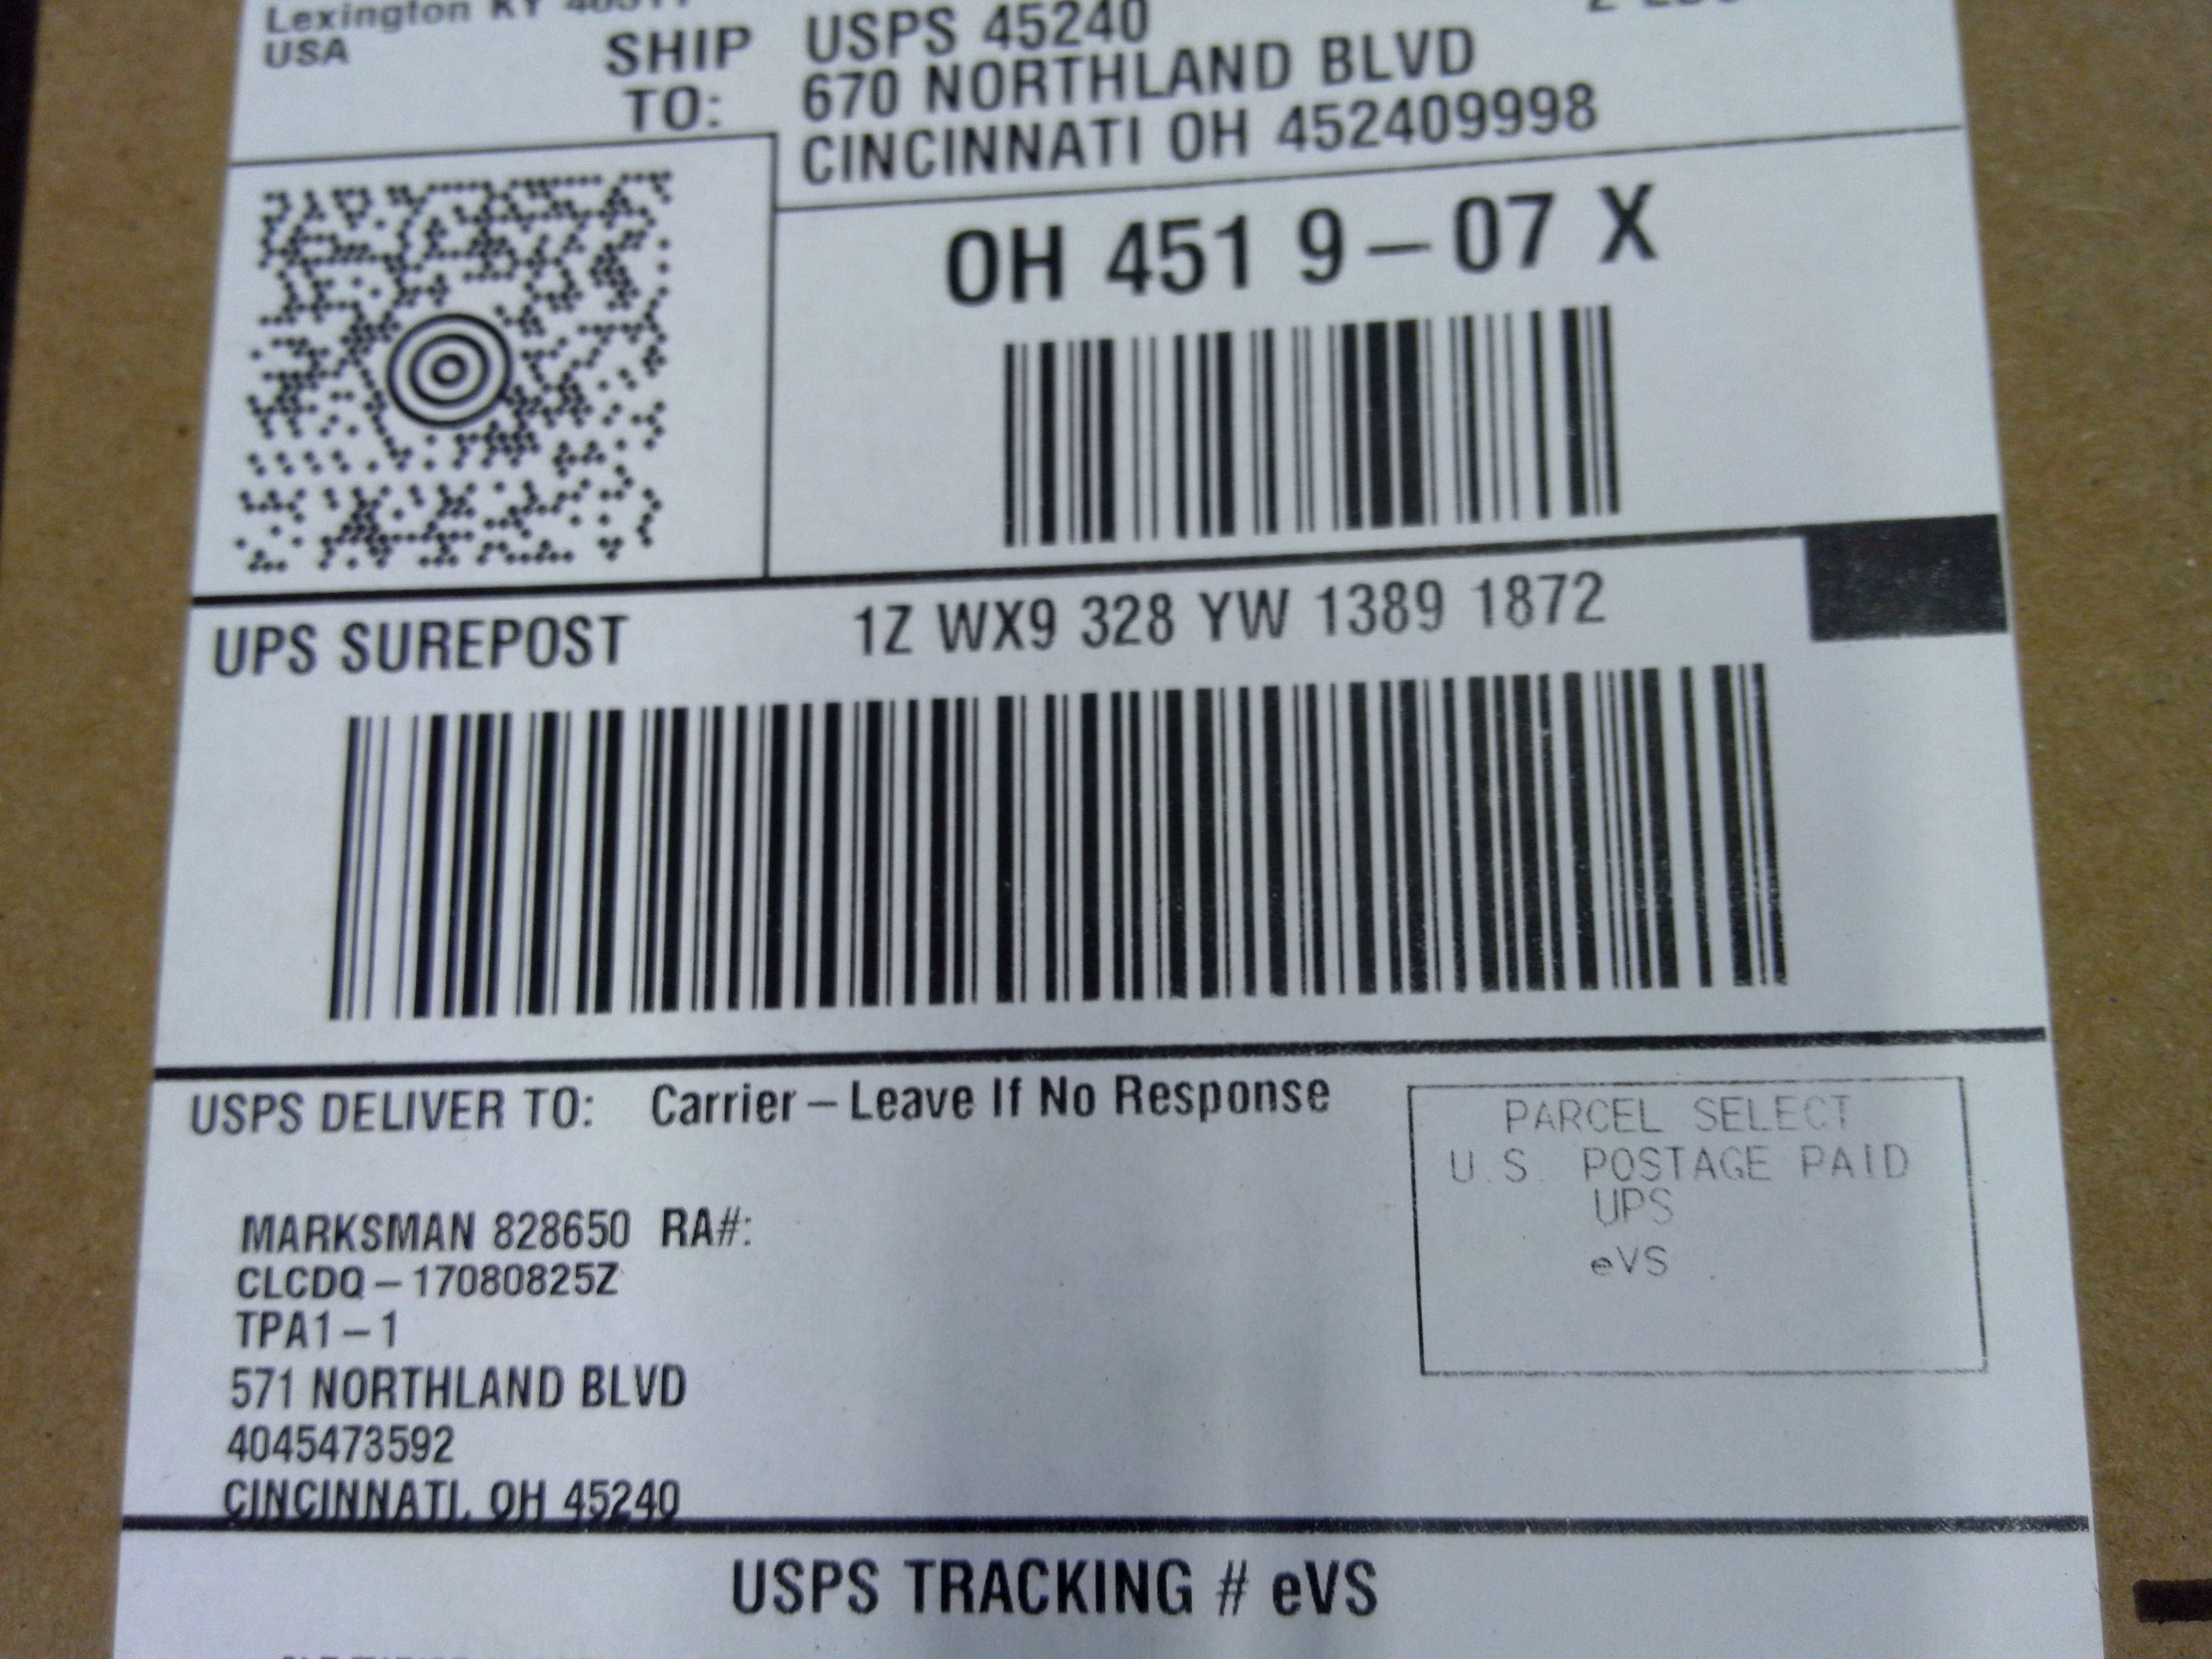 Lexington KY
USA
SHIP TO:
USPS 45240
670 NORTHLAND BLVD
CINCINNATI OH 452409998
OH 451 9-07 X
UPS SUREPOST
1Z WX9 328 YW 1389 1872
USPS DELIVER TO: Carrier - Leave If No Response
PARCEL SELECT
U.S. POSTAGE PAID
UPS
eVS
MARKSMAN 828650 RA#:
CLCDQ - 17080825Z
TPA1-1
571 NORTHLAND BLVD
4045473592
CINCINNATI, OH 45240
USPS TRACKING # eVS